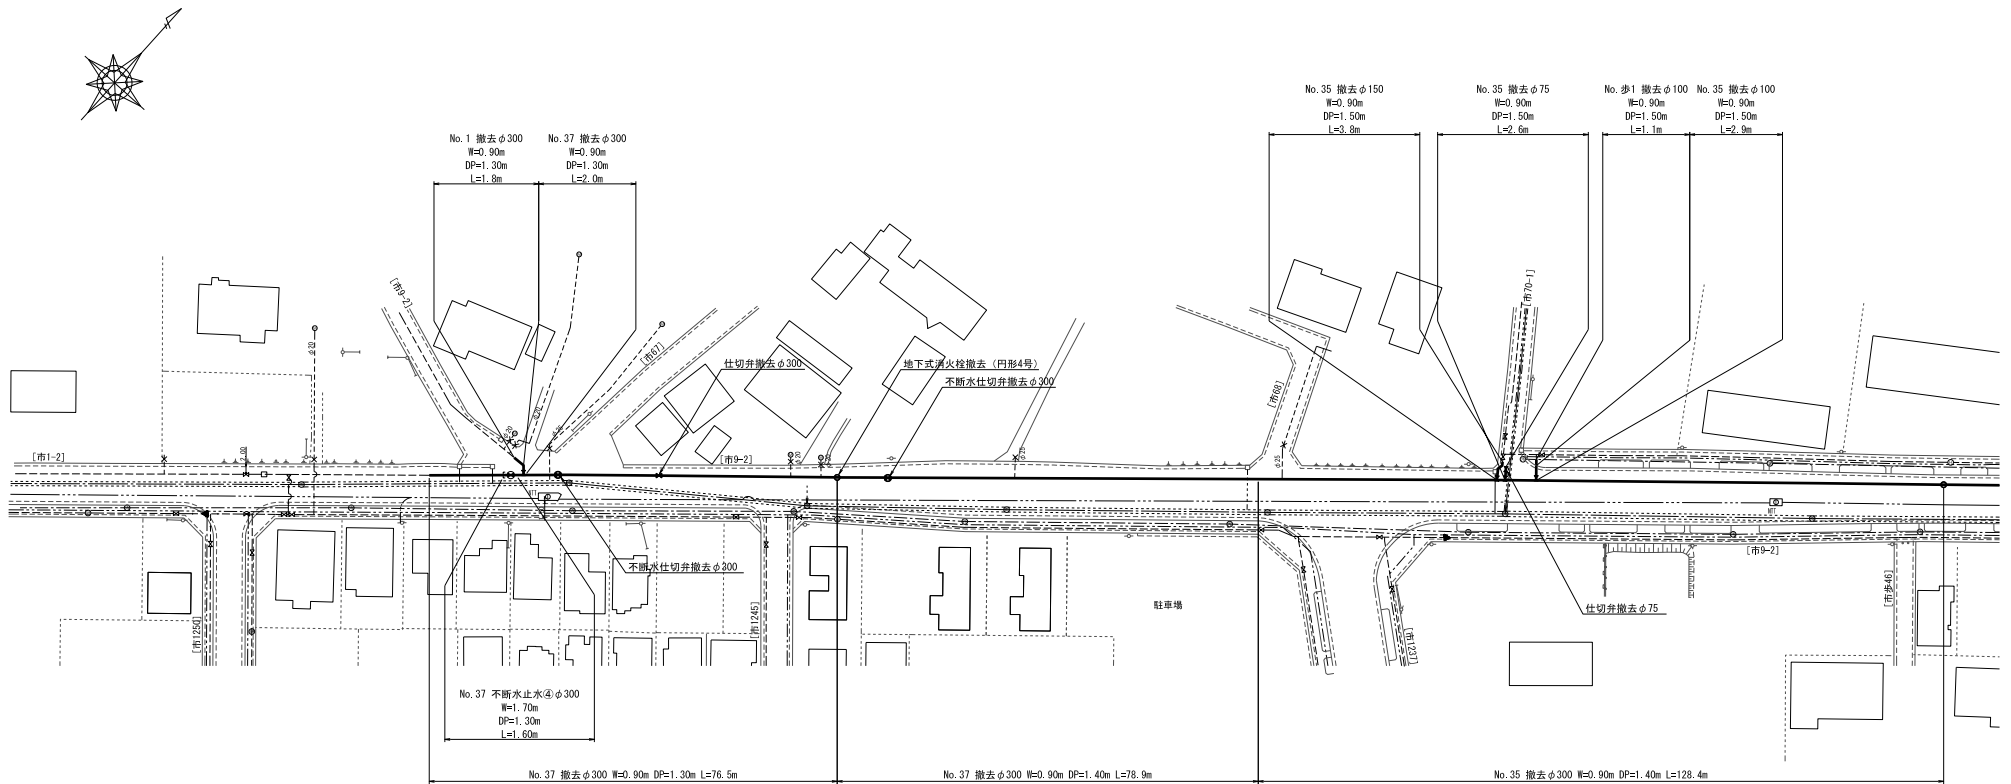 No.35 撤去φ150
W=0.90m
DP=1.50m
L=3.8m
No.35 撤去φ75
W=0.90m
DP=1.50m
L=2.6m
No.歩1 撤去φ100
W=0.90m
DP=1.50m
L=1.1m
No.35 撤去φ100
W=0.90m
DP=1.50m
L=2.9m
No.1 撤去φ300
W=0.90m
DP=1.30m
L=1.8m
No.37 撤去φ300
W=0.90m
DP=1.30m
L=2.0m
[市9-2]
[市70-1]
φ20
[市67]
仕切弁撤去φ300
地下式消火栓撤去（円形4号）
不断水仕切弁撤去φ300
[市68]
φ20
φ20
φ20
[市1-2]
2.00
[市9-2]
φ20
φ20
φ25
φ25
NTT
NTT
[市9-2]
不断水仕切弁撤去φ300
[市歩46]
駐車場
仕切弁撤去φ75
[市1250]
[市1245]
[市1237]
No.37 不断水止水④φ300
W=1.70m
DP=1.30m
L=1.60m
No.37 撤去φ300 W=0.90m DP=1.30m L=76.5m
No.37 撤去φ300 W=0.90m DP=1.40m L=78.9m
No.35 撤去φ300 W=0.90m DP=1.40m L=128.4m